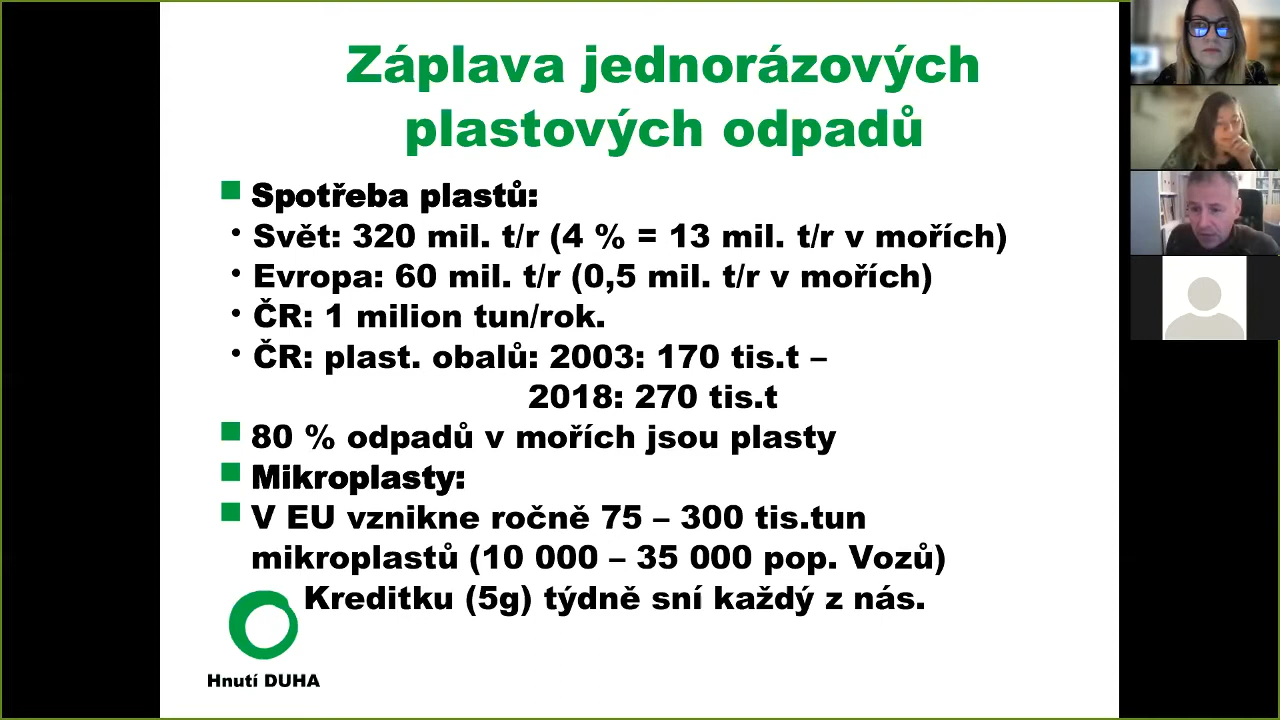 Záplava jednorázových
plastových odpadů
Spotřeba plastů:
Svět: 320 mil. t/r (4 % = 13 mil. t/r v mořích)
Evropa: 60 mil. t/r (0,5 mil. t/r v mořích)
ČR: 1 milion tun/rok.
ČR: plast. obalů: 2003: 170 tis.t –
2018: 270 tis.t
80 % odpadů v mořích jsou plasty
Mikroplasty:
V EU vznikne ročně 75 – 300 tis.tun
mikroplastů (10 000 – 35 000 pop. Vozů)
Kreditku (5g) týdně sní každý z nás.
Hnutí DUHA